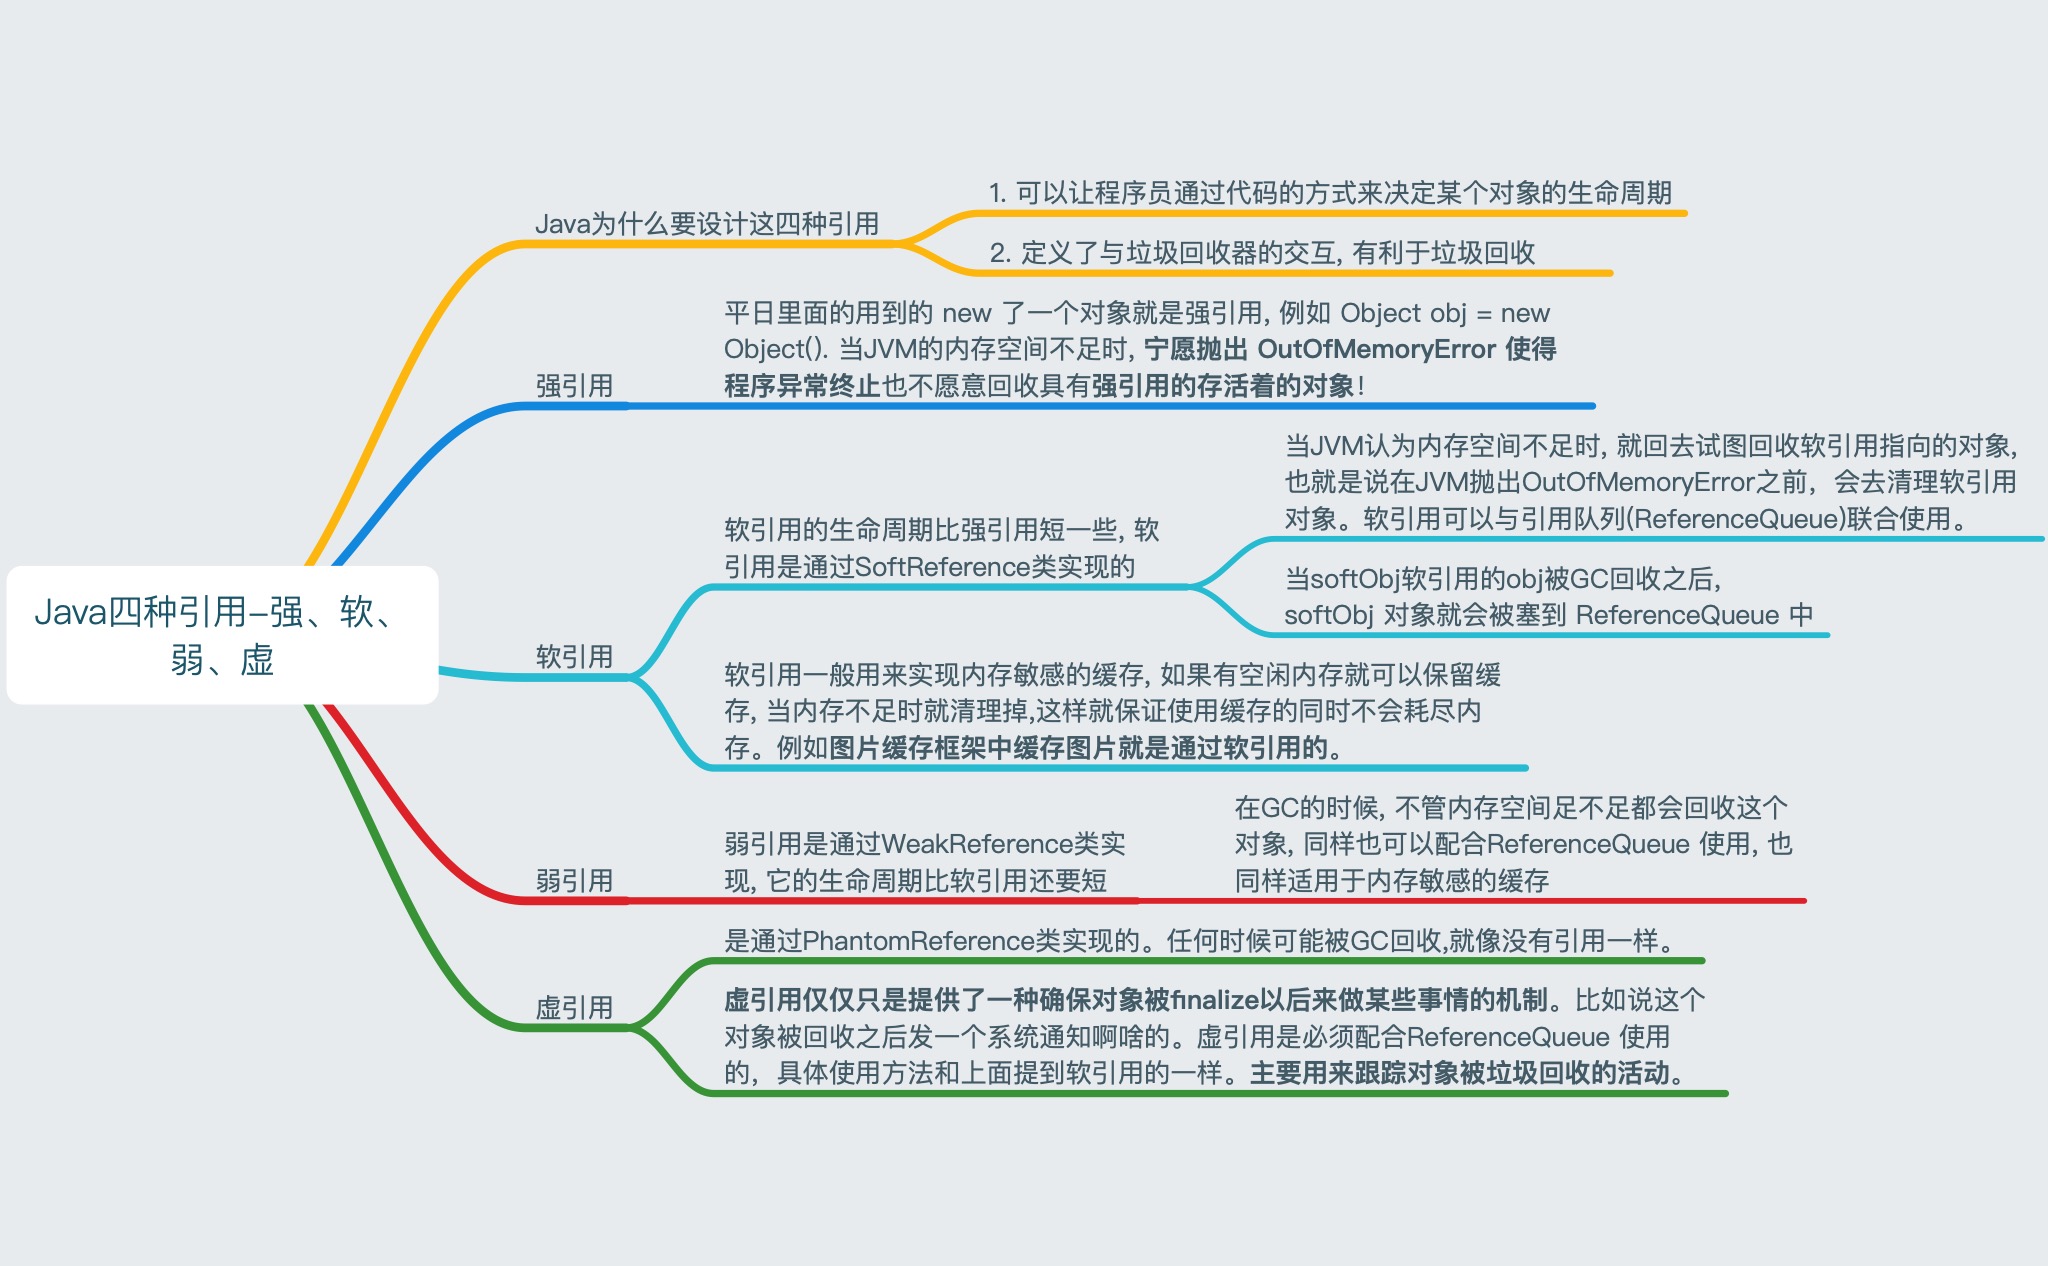 Java四种引用-强、软、
弱、虚
Java为什么要设计这四种引用
1. 可以让程序员通过代码的方式来决定某个对象的生命周期
2. 定义了与垃圾回收器的交互, 有利于垃圾回收
强引用
平日里面的用到的 new 了一个对象就是强引用, 例如 Object obj = new
Object(). 当JVM的内存空间不足时, 宁愿抛出 OutOfMemoryError 使得
程序异常终止也不愿意回收具有强引用的存活着的对象!
软引用
软引用的生命周期比强引用短一些, 软
引用是通过SoftReference类实现的
当JVM认为内存空间不足时, 就回去试图回收软引用指向的对象,
也就是说在JVM抛出OutOfMemoryError之前，会去清理软引用
对象。软引用可以与引用队列(ReferenceQueue)联合使用。
当softObj软引用的obj被GC回收之后,
softObj 对象就会被塞到 ReferenceQueue 中
软引用一般用来实现内存敏感的缓存, 如果有空闲内存就可以保留缓
存, 当内存不足时就清理掉,这样就保证使用缓存的同时不会耗尽内
存。例如图片缓存框架中缓存图片就是通过软引用的。
弱引用
弱引用是通过WeakReference类实
现, 它的生命周期比软引用还要短
在GC的时候, 不管内存空间足不足都会回收这个
对象, 同样也可以配合ReferenceQueue 使用, 也
同样适用于内存敏感的缓存
虚引用
是通过PhantomReference类实现的。任何时候可能被GC回收,就像没有引用一样。
虚引用仅仅只是提供了一种确保对象被finalize以后来做某些事情的机制。比如说这个
对象被回收之后发一个系统通知啊啥的。虚引用是必须配合ReferenceQueue 使用
的，具体使用方法和上面提到软引用的一样。主要用来跟踪对象被垃圾回收的活动。